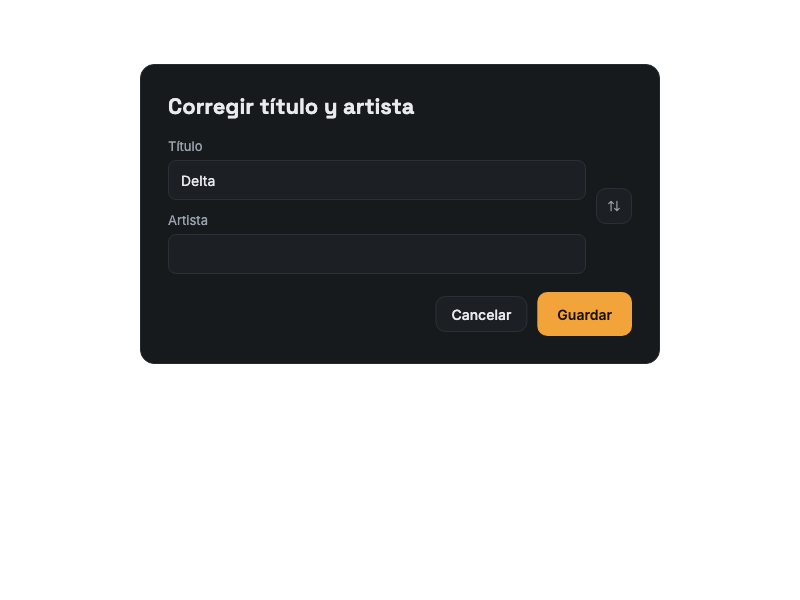 Corregir título y artista
Título
Delta
Artista
Cancelar
Guardar